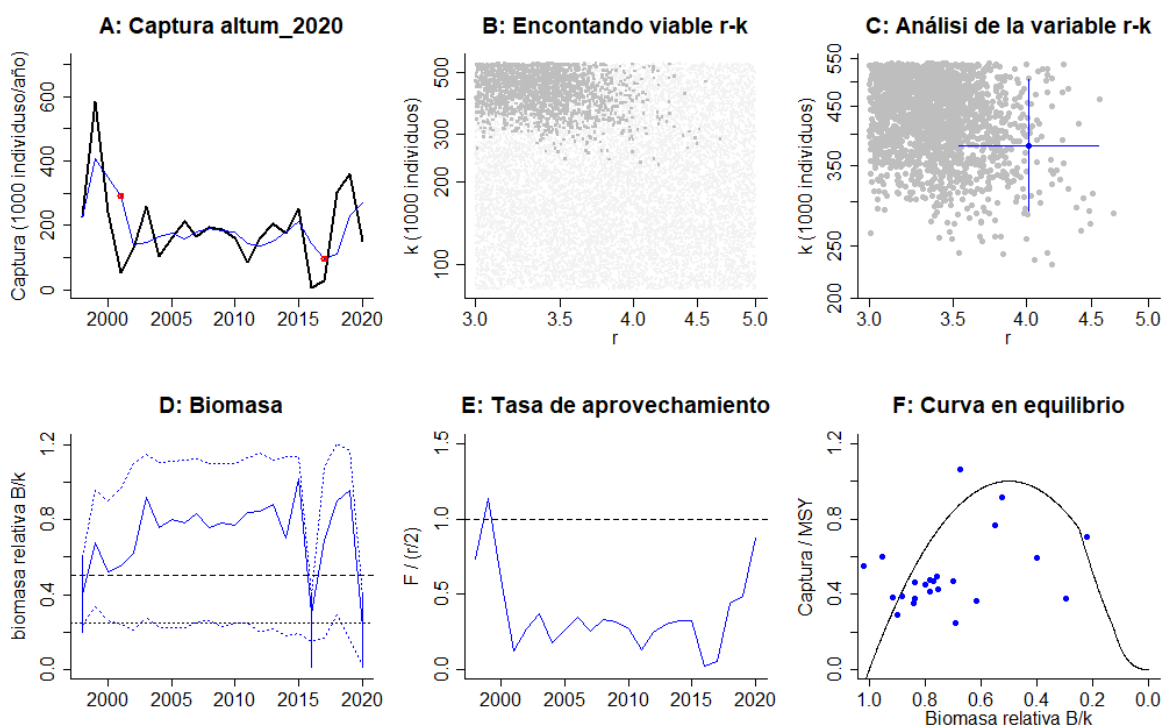 A: Captura altum_2020
Captura (1000 individuso/año)
0 200 400 600
2000 2005 2010 2015 2020
B: Encontando viable r-k
k (1000 individuos)
100 200 300 500
3.0 3.5 4.0 4.5 5.0
r
C: Análisi de la variable r-k
k (1000 individuos)
200 250 350 450 550
3.0 3.5 4.0 4.5 5.0
r
D: Biomasa
biomasa relativa B/k
0.0 0.4 0.8 1.2
2000 2005 2010 2015 2020
E: Tasa de aprovechamiento
F / (r/2)
0.0 0.5 1.0 1.5
2000 2005 2010 2015 2020
F: Curva en equilibrio
Captura / MSY
0.0 0.4 0.8 1.2
1.0 0.8 0.6 0.4 0.2 0.0
Biomasa relativa B/k